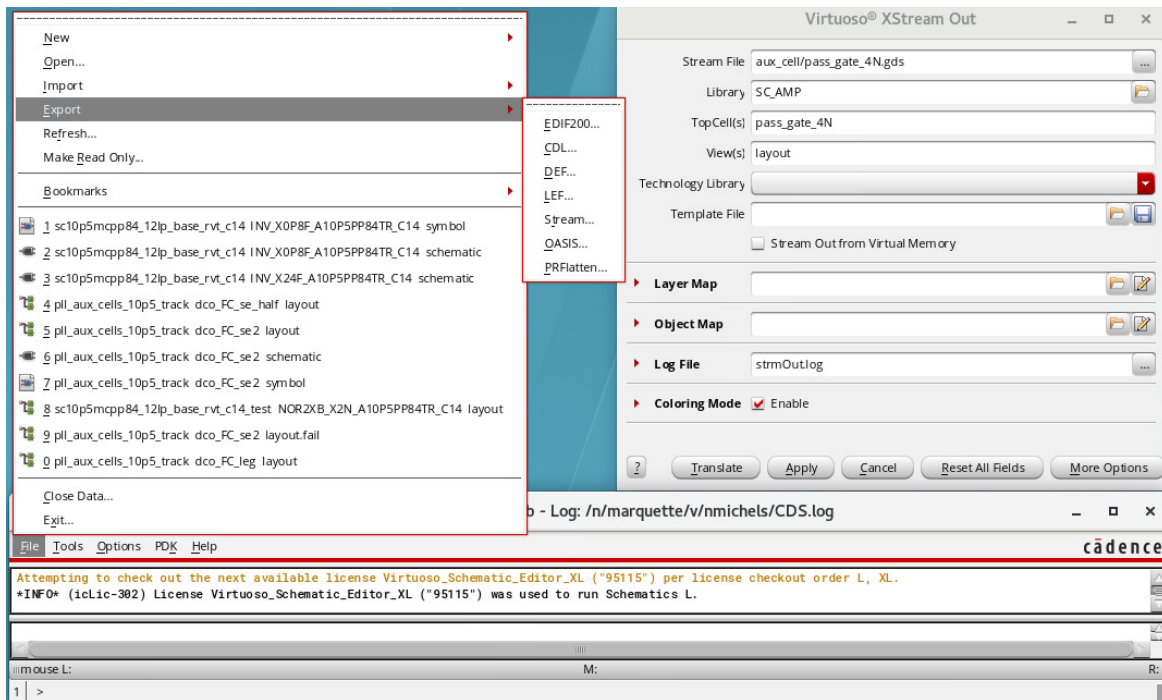 New
Open...
Import
Export
Refresh...
Make Read Only...
Bookmarks
1 sc10p5mcpp84_12lp_base_rvt_c14 INV_X0P8F_A10P5PP84TR_C14 symbol
2 sc10p5mcpp84_12lp_base_rvt_c14 INV_X0P8F_A10P5PP84TR_C14 schematic
3 sc10p5mcpp84_12lp_base_rvt_c14 INV_X24F_A10P5PP84TR_C14 schematic
4 pll_aux_cells_10p5_track dco_FC_se_half layout
5 pll_aux_cells_10p5_track dco_FC_se2 layout
6 pll_aux_cells_10p5_track dco_FC_se2 schematic
7 pll_aux_cells_10p5_track dco_FC_se2 symbol
8 sc10p5mcpp84_12lp_base_rvt_c14_test NOR2XB_X2N_A10P5PP84TR_C14 layout
9 pll_aux_cells_10p5_track dco_FC_se2 layout.fail
0 pll_aux_cells_10p5_track dco_FC_leg layout
Close Data...
Exit...
EDIF200...
CDL...
DEF...
LEF...
Stream...
OASIS...
PRFlatten...
Virtuoso® XStream Out
Stream File aux_cell/pass_gate_4N.gds ...
Library SC_AMP
TopCell(s) pass_gate_4N
View(s) layout
Technology Library
Template File
Stream Out from Virtual Memory
Layer Map
Object Map
Log File strmOut.log ...
Coloring Mode Enable
? Translate Apply Cancel Reset All Fields More Options
b - Log: /n/marquette/v/nmichels/CDS.log
File Tools Options PDK Help cādence
Attempting to check out the next available license Virtuoso_Schematic_Editor_XL ("95115") per license checkout order L, XL.
*INFO* (icLic-302) License Virtuoso_Schematic_Editor_XL ("95115") was used to run Schematics L.
mouse L: M: R:
1 >